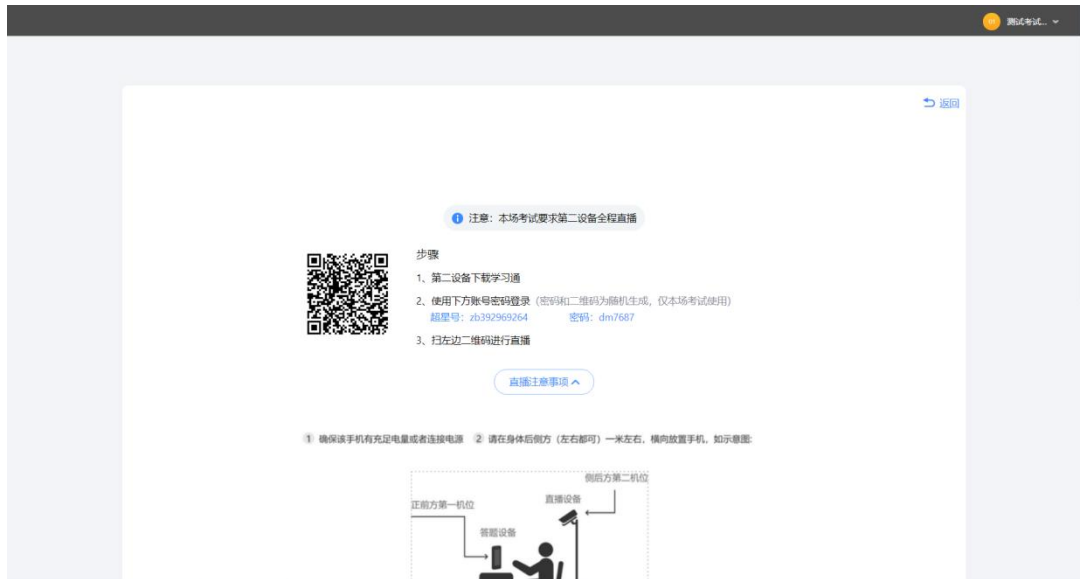 测试考试...
返回
注意：本场考试要求第二设备全程直播
步骤
1、第二设备下载学习通
2、使用下方账号密码登录（密码和二维码为随机生成，仅本场考试使用）
超星号：zb392969264 密码：dm7687
3、扫左边二维码进行直播
直播注意事项
1 确保该手机有充足电量或者连接电源 2 请在身体后侧方（左右都可）一米左右，横向放置手机，如示意图:
侧后方第二机位
直播设备
正前方第一机位
答题设备